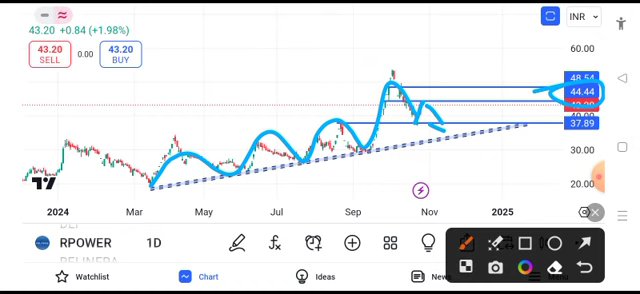 INR
43.20 +0.84 (+1.98%)
43.20
SELL
0.00
43.20
BUY
60.00
48.54
44.44
37.89
30.00
20.00
2024
Mar
May
Jul
Sep
Nov
2025
RPOWER
1D
Watchlist
Chart
Ideas
News